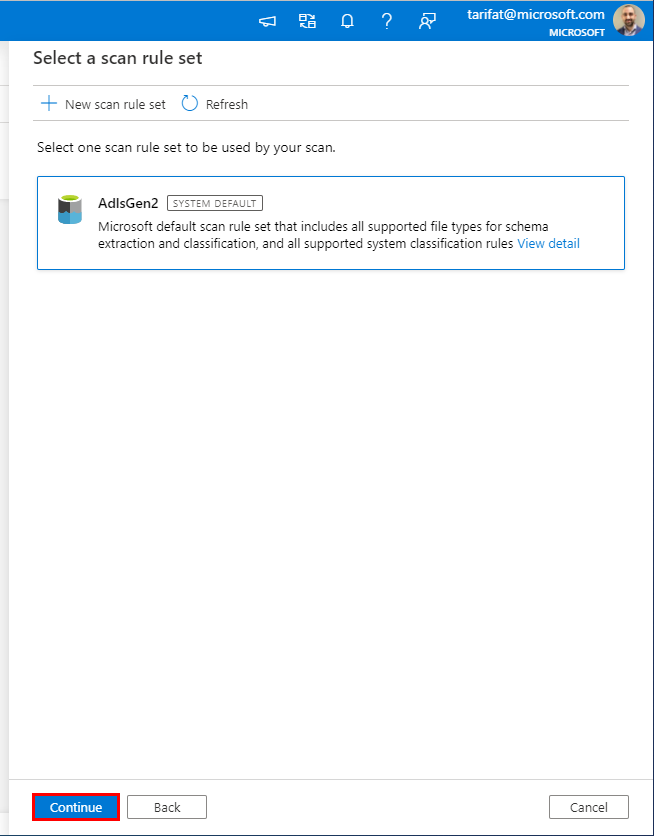 tarifat@microsoft.com
MICROSOFT
Select a scan rule set
New scan rule set Refresh
Select one scan rule set to be used by your scan.
AdlsGen2 SYSTEM DEFAULT
Microsoft default scan rule set that includes all supported file types for schema
extraction and classification, and all supported system classification rules View detail
Continue Back Cancel